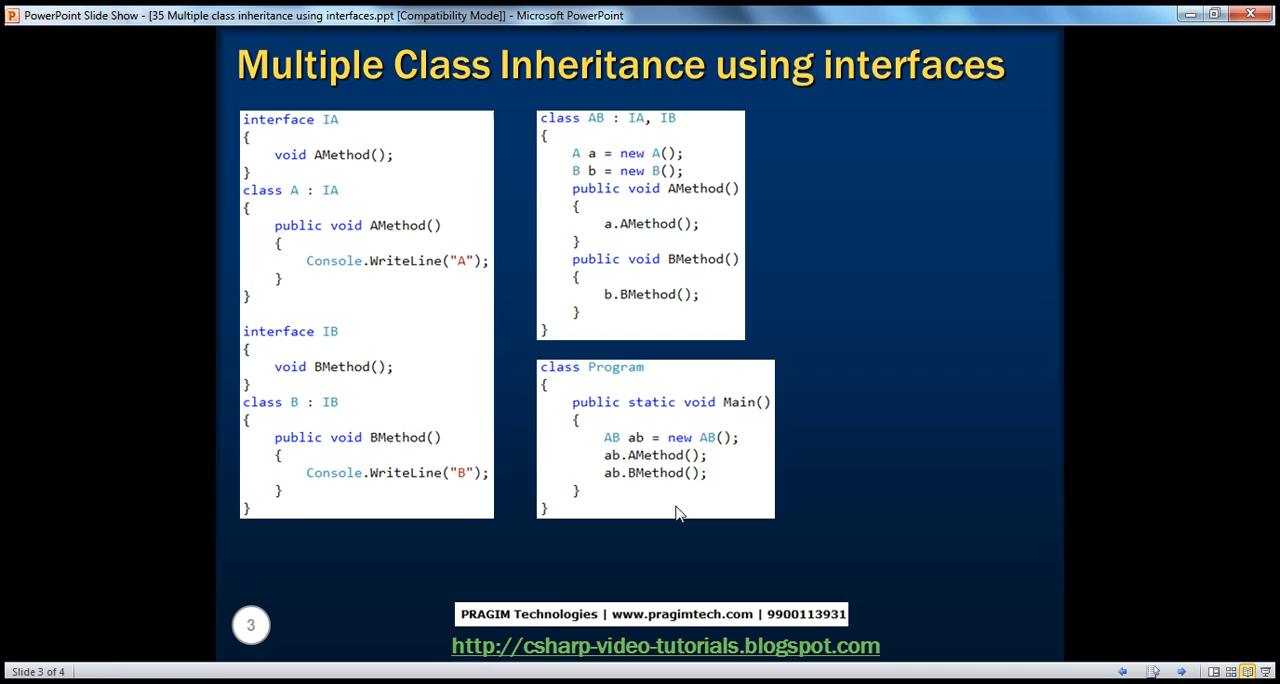 PowerPoint Slide Show - [35 Multiple class inheritance using interfaces.ppt [Compatibility Mode]] - Microsoft PowerPoint
Multiple Class Inheritance using interfaces
interface IA
{
void AMethod();
}
class A : IA
{
public void AMethod()
{
Console.WriteLine("A");
}
}
interface IB
{
void BMethod();
}
class B : IB
{
public void BMethod()
{
Console.WriteLine("B");
}
}
class AB : IA, IB
{
A a = new A();
B b = new B();
public void AMethod()
{
a.AMethod();
}
public void BMethod()
{
b.BMethod();
}
}
class Program
{
public static void Main()
{
AB ab = new AB();
ab.AMethod();
ab.BMethod();
}
}
3
PRAGIM Technologies | www.pragimtech.com | 9900113931
http://csharp-video-tutorials.blogspot.com
Slide 3 of 4